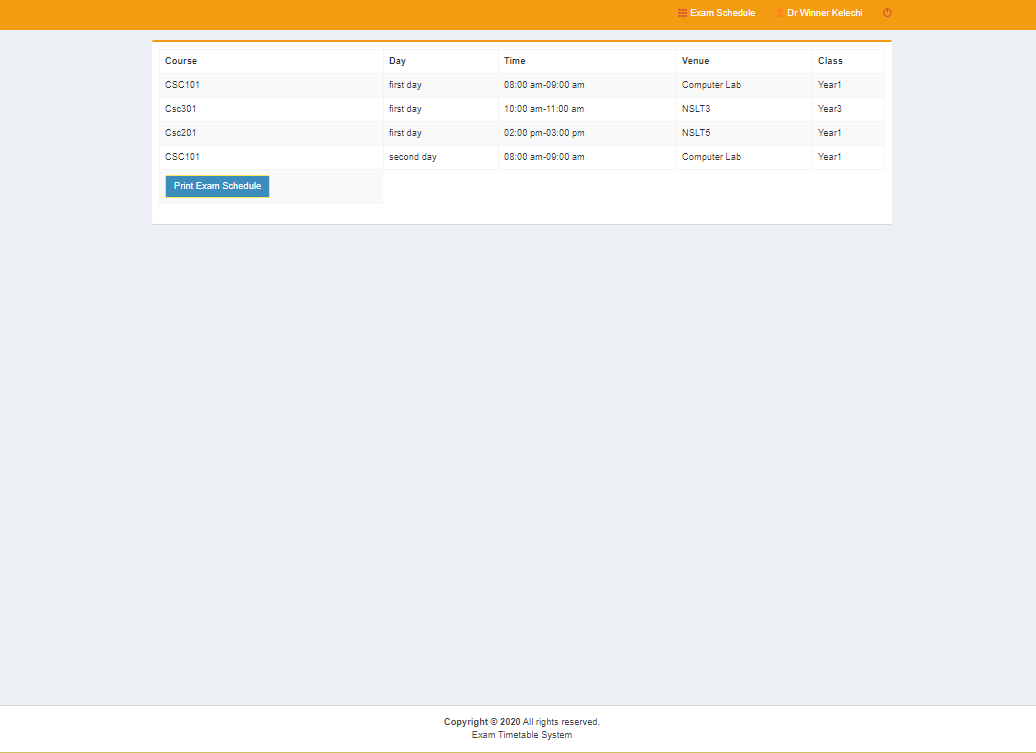 Exam Schedule Dr Winner Kelechi
Course Day Time Venue Class
CSC101 first day 08:00 am-09:00 am Computer Lab Year1
Csc301 first day 10:00 am-11:00 am NSLT3 Year3
Csc201 first day 02:00 pm-03:00 pm NSLT5 Year1
CSC101 second day 08:00 am-09:00 am Computer Lab Year1
Print Exam Schedule
Copyright © 2020 All rights reserved.
Exam Timetable System